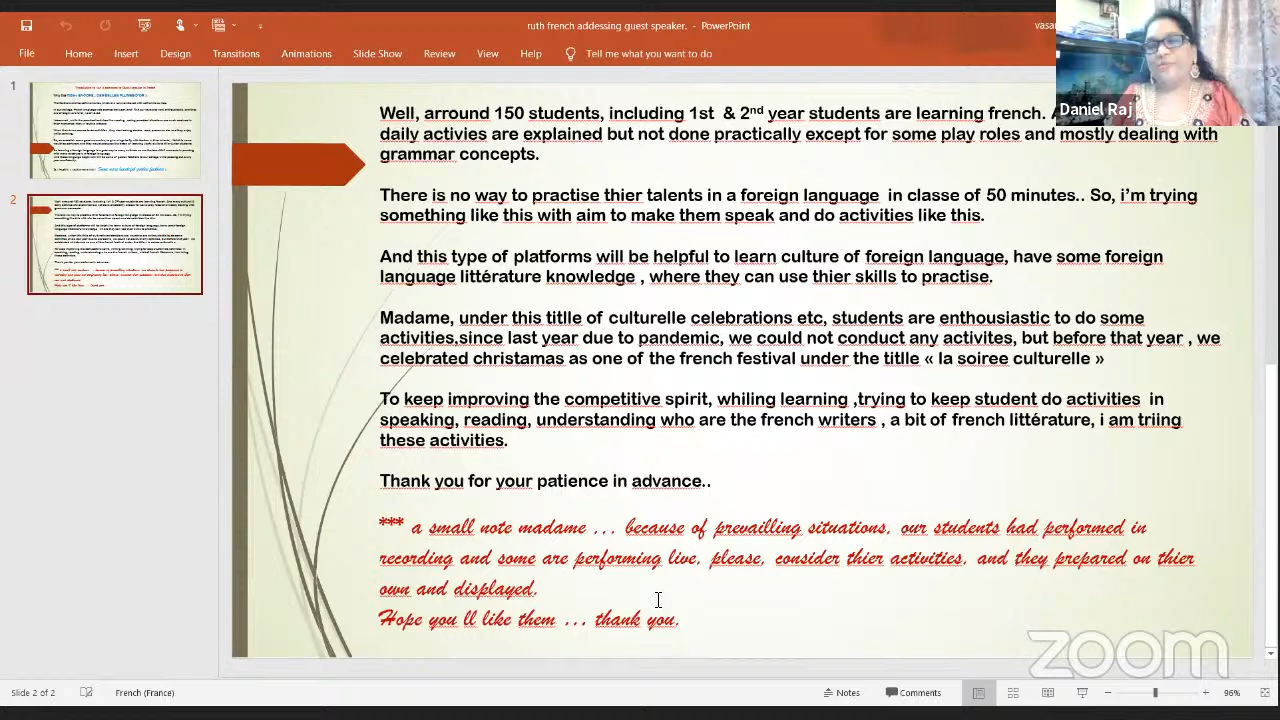 ruth french addessing guest speaker. - PowerPoint
File Home Insert Design Transitions Animations Slide Show Review View Help Tell me what you want to do
Daniel Raj
1
2
Well, arround 150 students, including 1st & 2nd year students are learning french.
daily activies are explained but not done practically except for some play roles and mostly dealing with
grammar concepts.
There is no way to practise thier talents in a foreign language in classe of 50 minutes.. So, i'm trying
something like this with aim to make them speak and do activities like this.
And this type of platforms will be helpful to learn culture of foreign language, have some foreign
language littérature knowledge , where they can use thier skills to practise.
Madame, under this titlle of culturelle celebrations etc, students are enthousiastic to do some
activities,since last year due to pandemic, we could not conduct any activites, but before that year , we
celebrated christamas as one of the french festival under the titlle « la soiree culturelle »
To keep improving the competitive spirit, whiling learning ,trying to keep student do activities in
speaking, reading, understanding who are the french writers , a bit of french littérature, i am triing
these activities.
Thank you for your patience in advance..
*** a small note madame ... because of prevailling situations, our students had performed in
recording and some are performing live, please, consider thier activities, and they prepared on thier
own and displayed.
Hope you ll like them ... thank you.
zoom
Slide 2 of 2 French (France) Notes Comments 96%